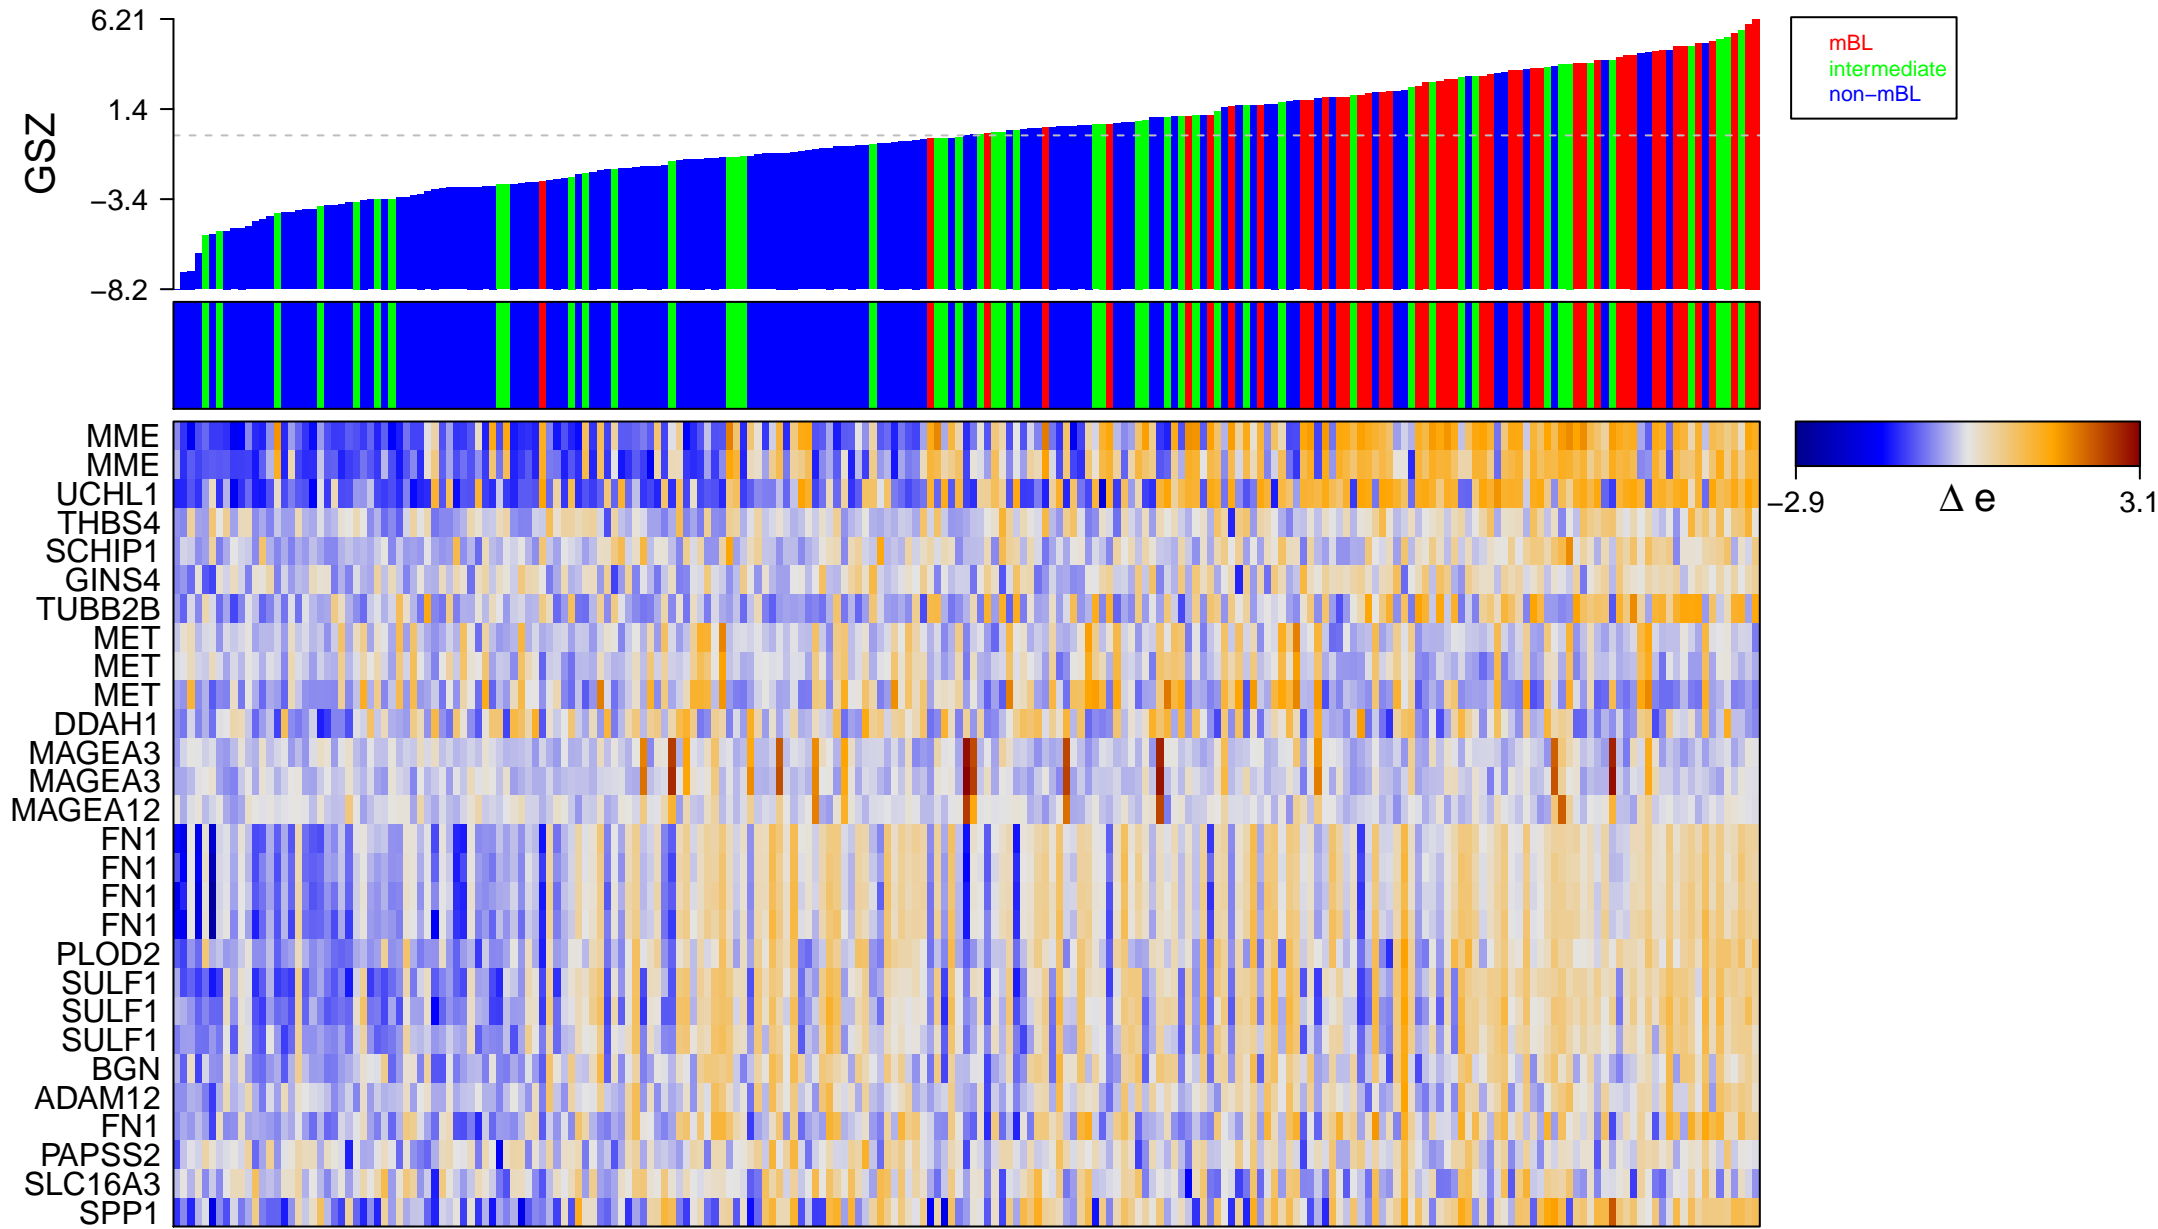 6.21
1.4
−3.4
−8.2
GSZ
mBL
intermediate
non−mBL
MME
MME
UCHL1
THBS4
SCHIP1
GINS4
TUBB2B
MET
MET
MET
DDAH1
MAGEA3
MAGEA3
MAGEA12
FN1
FN1
FN1
FN1
PLOD2
SULF1
SULF1
SULF1
BGN
ADAM12
FN1
PAPSS2
SLC16A3
SPP1
−2.9
Δ e
3.1